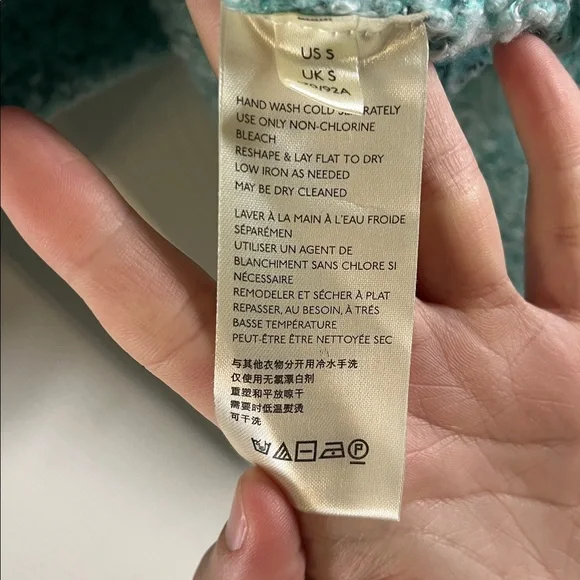 US S
UK S
/92A
HAND WASH COLD SEPARATELY
USE ONLY NON-CHLORINE
BLEACH
RESHAPE & LAY FLAT TO DRY
LOW IRON AS NEEDED
MAY BE DRY CLEANED
LAVER À LA MAIN À L'EAU FROIDE
SÉPARÉMEN
UTILISER UN AGENT DE
BLANCHIMENT SANS CHLORE SI
NÉCESSAIRE
REMODELER ET SÉCHER À PLAT
REPASSER, AU BESOIN, À TRÉS
BASSE TEMPÉRATURE
PEUT-ÊTRE ÊTRE NETTOYÉE SEC
与其他衣物分开用冷水手洗
仅使用无氯漂白剂
重塑和平放晾干
需要时低温熨烫
可干洗
P